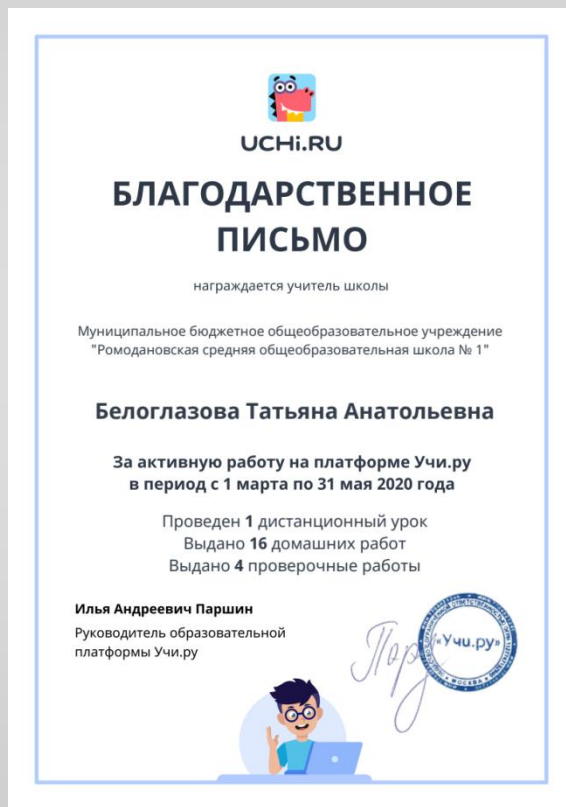 UCHi.RU
БЛАГОДАРСТВЕННОЕ
ПИСЬМО
награждается учитель школы
Муниципальное бюджетное общеобразовательное учреждение
"Ромодановская средняя общеобразовательная школа № 1"
Белоглазова Татьяна Анатольевна
За активную работу на платформе Учи.ру
в период с 1 марта по 31 мая 2020 года
Проведен 1 дистанционный урок
Выдано 16 домашних работ
Выдано 4 проверочные работы
Илья Андреевич Паршин
Руководитель образовательной
платформы Учи.ру
«Учи.ру»
МОСКВА